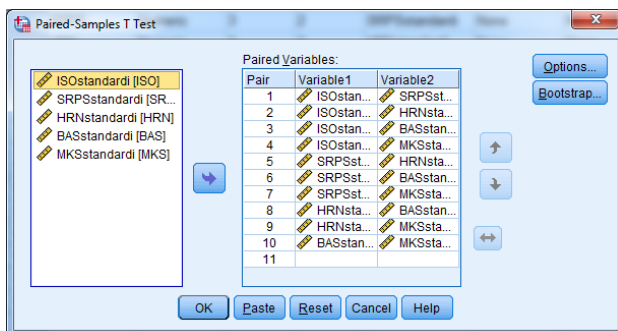 Paired-Samples T Test
ISOstandardi [ISO]
SRPSstandardi [SR...
HRNstandardi [HRN]
BASstandardi [BAS]
MKSstandardi [MKS]
Paired Variables:
Pair Variable1 Variable2
1 ISOstan... SRPSst...
2 ISOstan... HRNsta...
3 ISOstan... BASstan...
4 ISOstan... MKSsta...
5 SRPSst... HRNsta...
6 SRPSst... BASstan...
7 SRPSst... MKSsta...
8 HRNsta... BASstan...
9 HRNsta... MKSsta...
10 BASstan... MKSsta...
11
Options...
Bootstrap...
OK Paste Reset Cancel Help